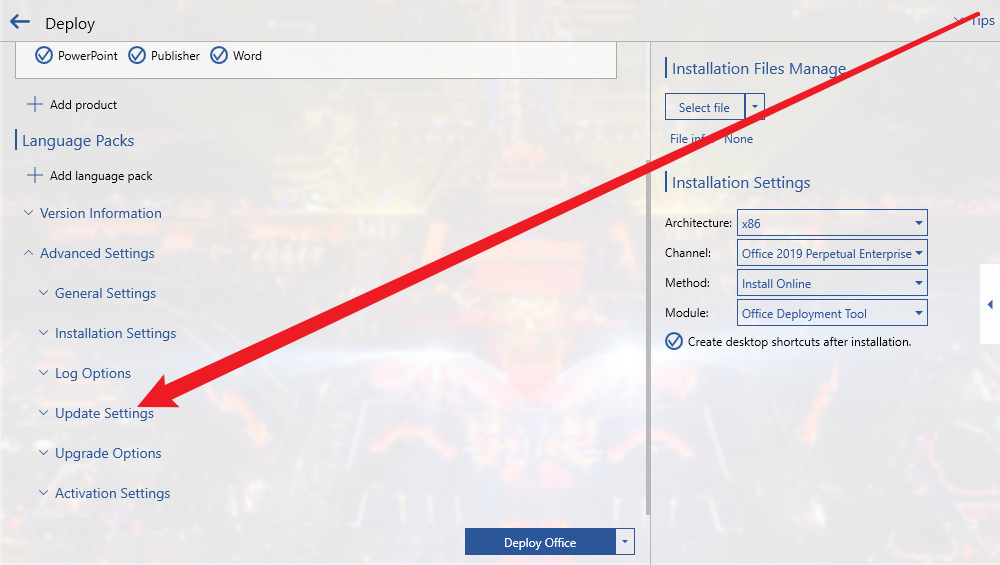 Deploy
Tips
PowerPoint Publisher Word
Add product
Language Packs
Add language pack
Version Information
Advanced Settings
General Settings
Installation Settings
Log Options
Update Settings
Upgrade Options
Activation Settings
Deploy Office
Installation Files Manage
Select file
File None
Installation Settings
Architecture: x86
Channel: Office 2019 Perpetual Enterprise
Method: Install Online
Module: Office Deployment Tool
Create desktop shortcuts after installation.